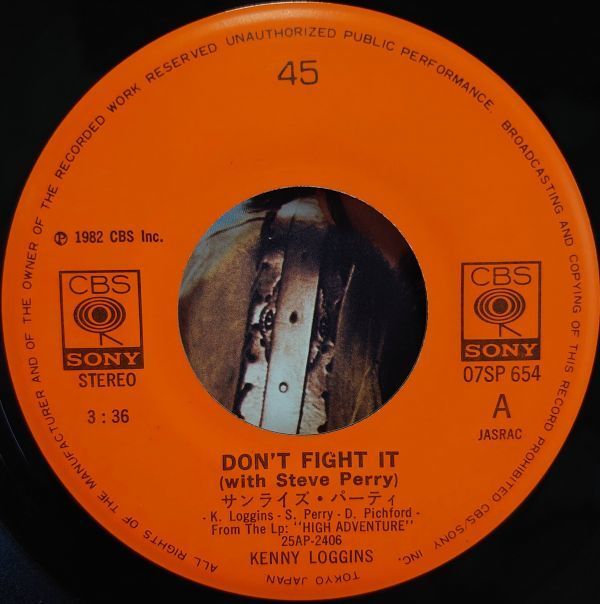 ALL RIGHTS OF THE MANUFACTURER AND OF THE OWNER OF THE RECORDED WORK RESERVED UNAUTHORIZED PUBLIC PERFORMANCE. BROADCASTING AND COPYING OF THIS RECORD PROHIBITED CBS/SONY INC.
TOKYO JAPAN
45
℗ 1982 CBS Inc.
CBS
SONY
STEREO
3:36
CBS
SONY
07SP 654
A
JASRAC
DON'T FIGHT IT
(with Steve Perry)
サンライズ・パーティ
- K. Loggins - S. Perry - D. Pichford -
From The Lp: "HIGH ADVENTURE"
25AP-2406
KENNY LOGGINS